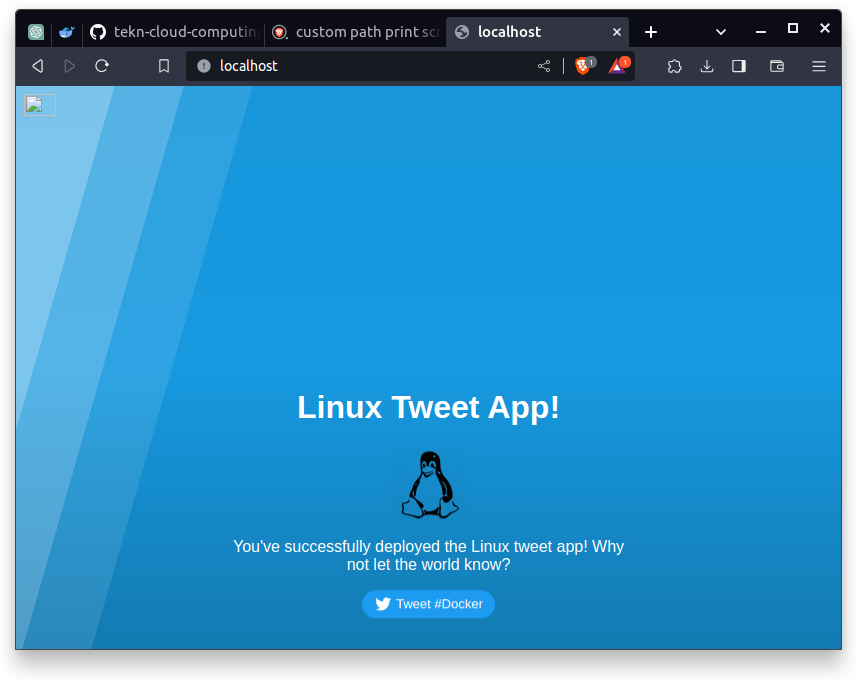 tekn-cloud-computin
custom path print scr
localhost
localhost
1
1
Linux Tweet App!
You've successfully deployed the Linux tweet app! Why
not let the world know?
Tweet #Docker